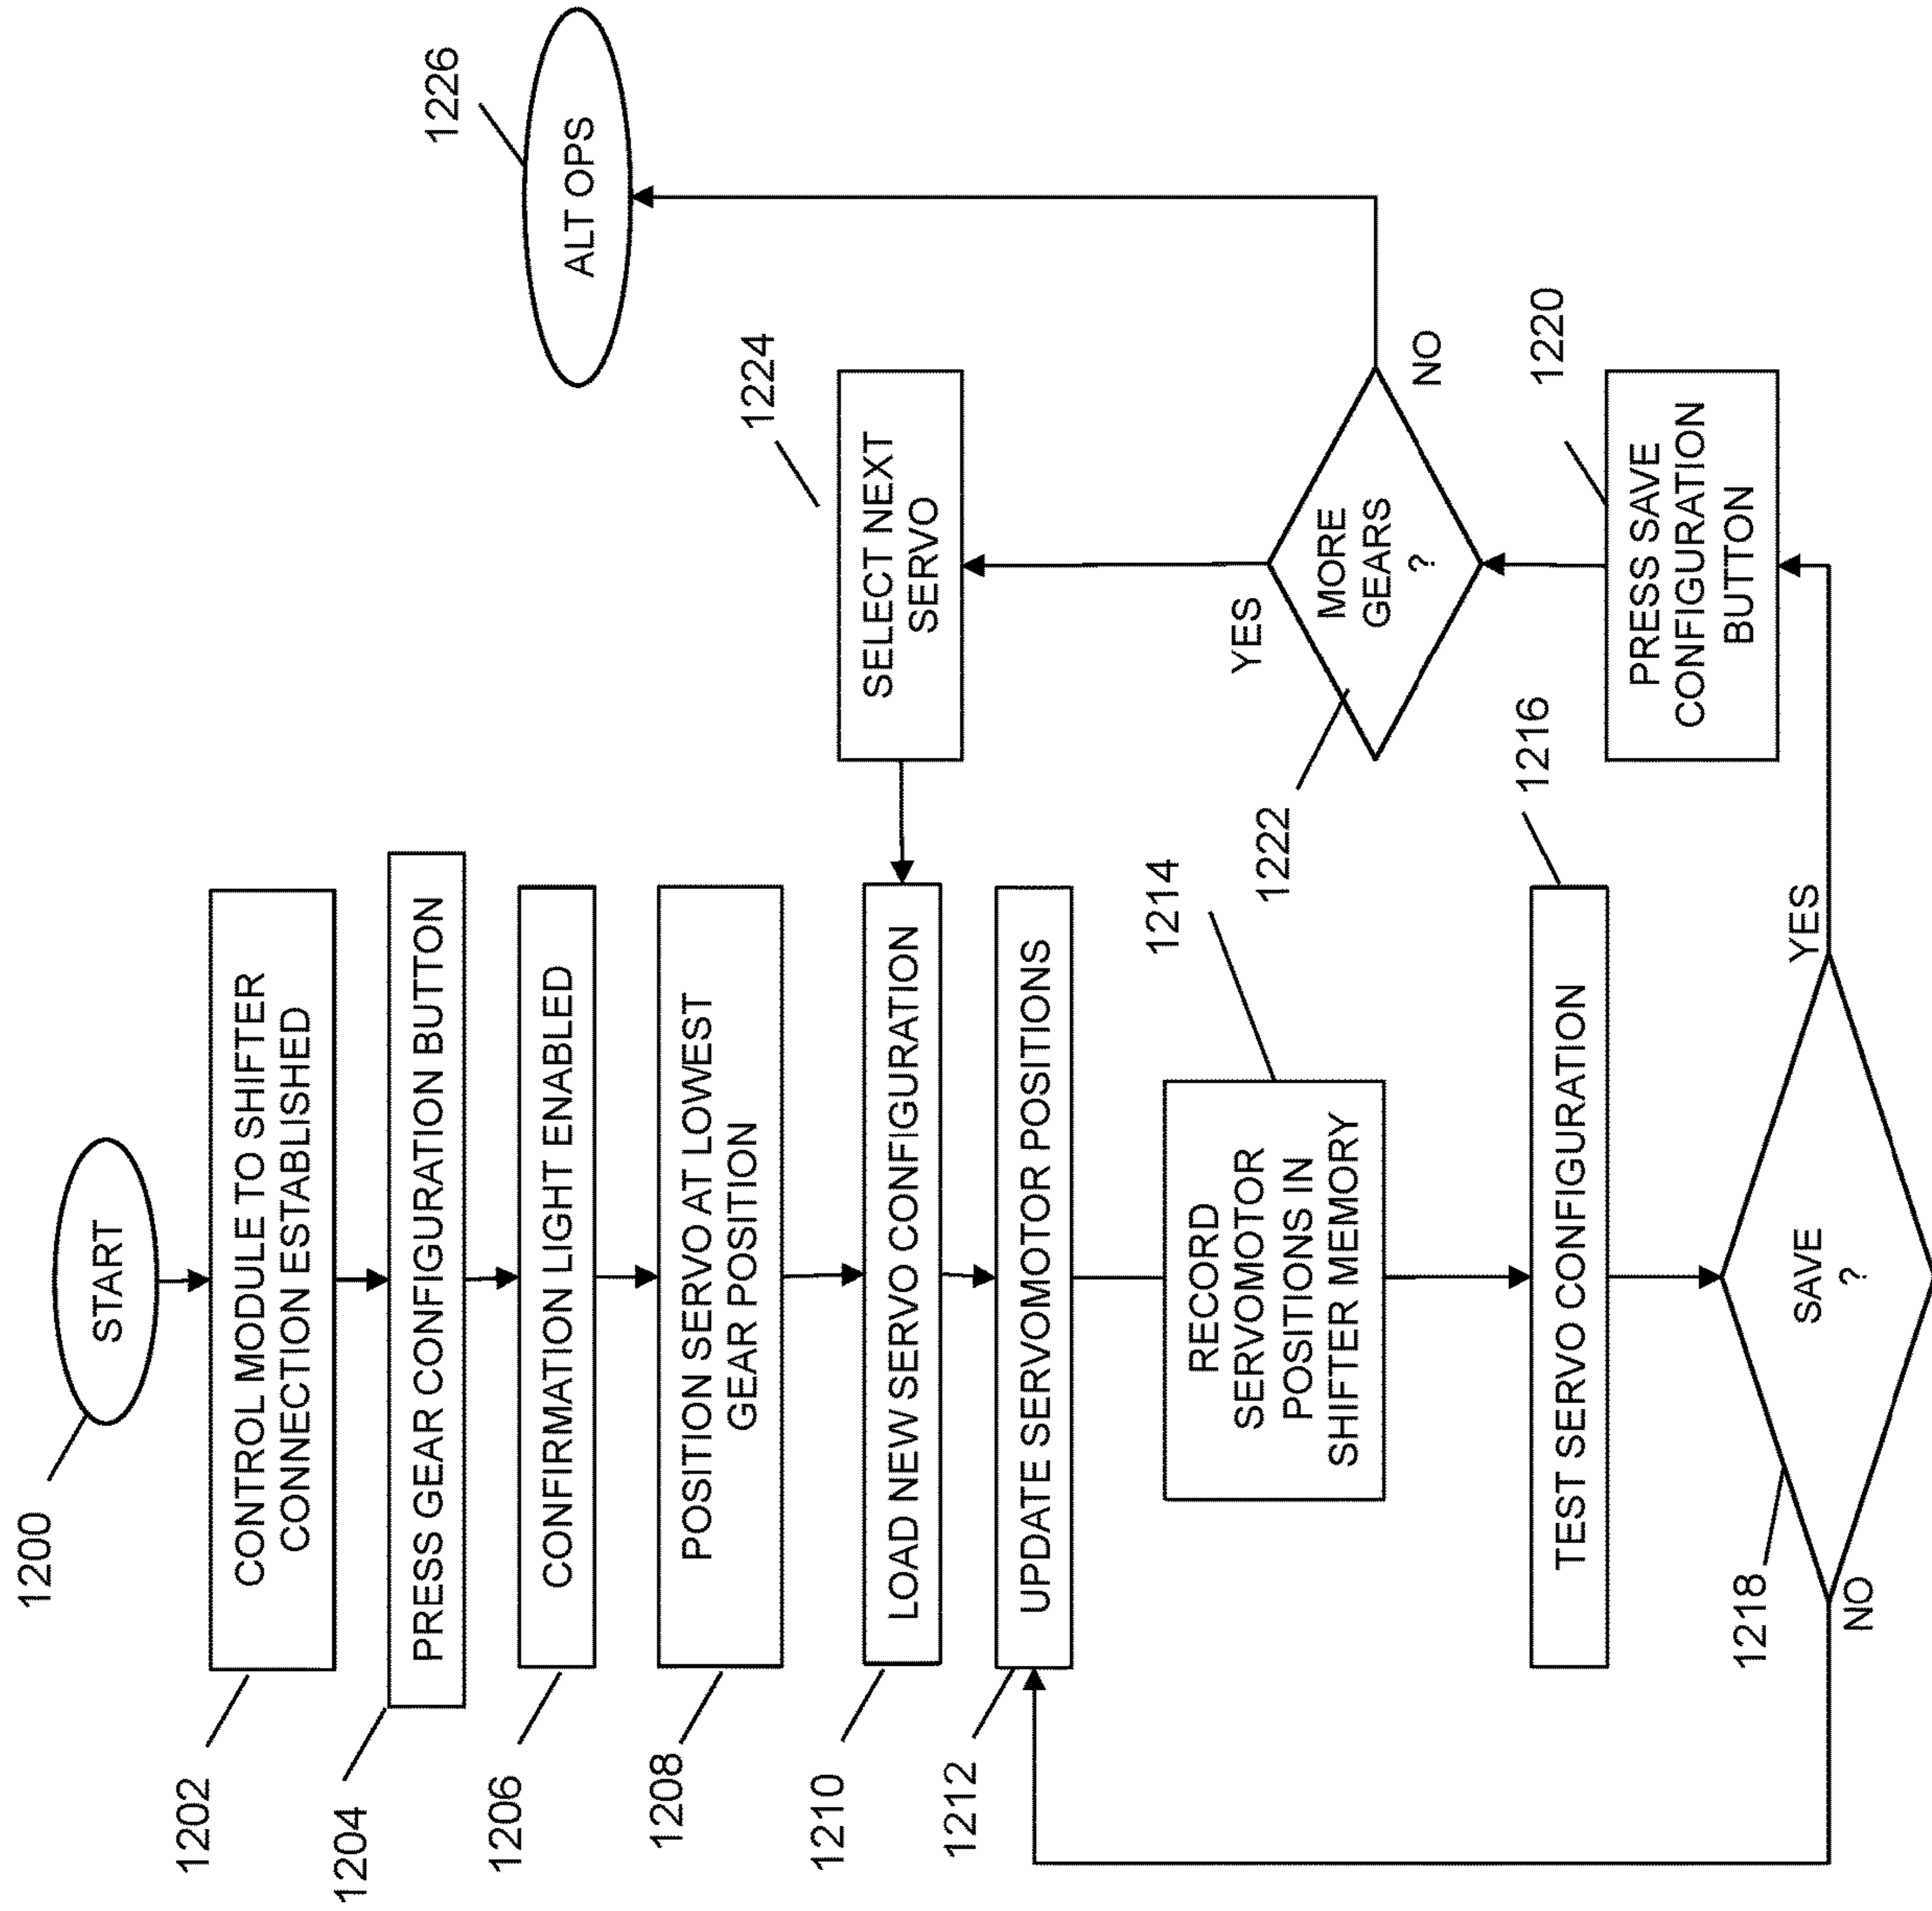 1200
START
1202
CONTROL MODULE TO SHIFTER
CONNECTION ESTABLISHED
1204
PRESS GEAR CONFIGURATION BUTTON
1206
CONFIRMATION LIGHT ENABLED
1208
POSITION SERVO AT LOWEST
GEAR POSITION
1210
LOAD NEW SERVO CONFIGURATION
1212
UPDATE SERVOMOTOR POSITIONS
1214
RECORD
SERVOMOTOR
POSITIONS IN
SHIFTER MEMORY
1216
TEST SERVO CONFIGURATION
1218
SAVE
?
NO
YES
1220
PRESS SAVE
CONFIGURATION
BUTTON
1222
MORE
GEARS
?
YES
NO
1224
SELECT NEXT
SERVO
1226
ALT OPS